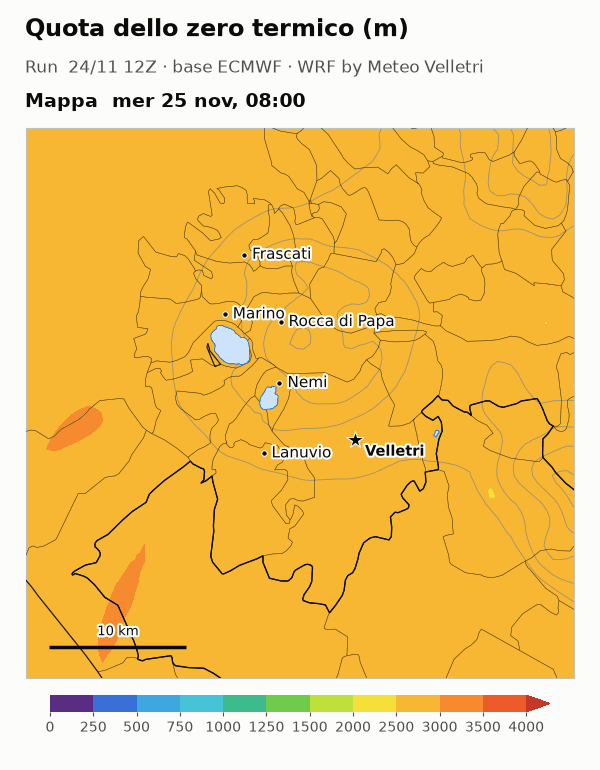 Quota dello zero termico (m)
Run  24/11 12Z · base ECMWF · WRF by Meteo Velletri
Mappa  mer 25 nov, 08:00
Frascati
Marino
Rocca di Papa
Nemi
Velletri
Lanuvio
10 km
0 250 500 750 1000 1250 1500 2000 2500 3000 3500 4000